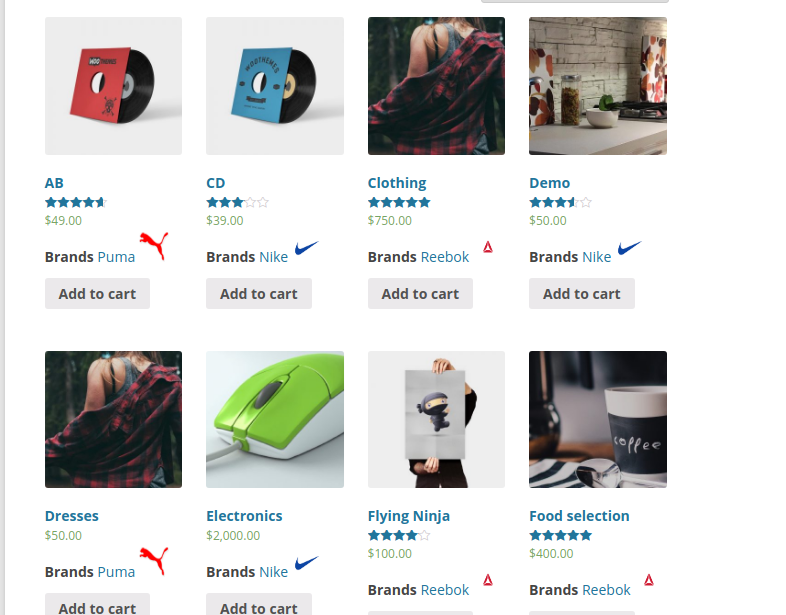 WOOTHEMES
WOOTHEMES
AB
CD
Clothing
Demo
$49.00
$39.00
$750.00
$50.00
Brands Puma
Brands Nike
Brands Reebok
Brands Nike
Add to cart
Add to cart
Add to cart
Add to cart
coffee
Dresses
Electronics
Flying Ninja
Food selection
$50.00
$2,000.00
$100.00
$400.00
Brands Puma
Brands Nike
Brands Reebok
Brands Reebok
Add to cart
Add to cart